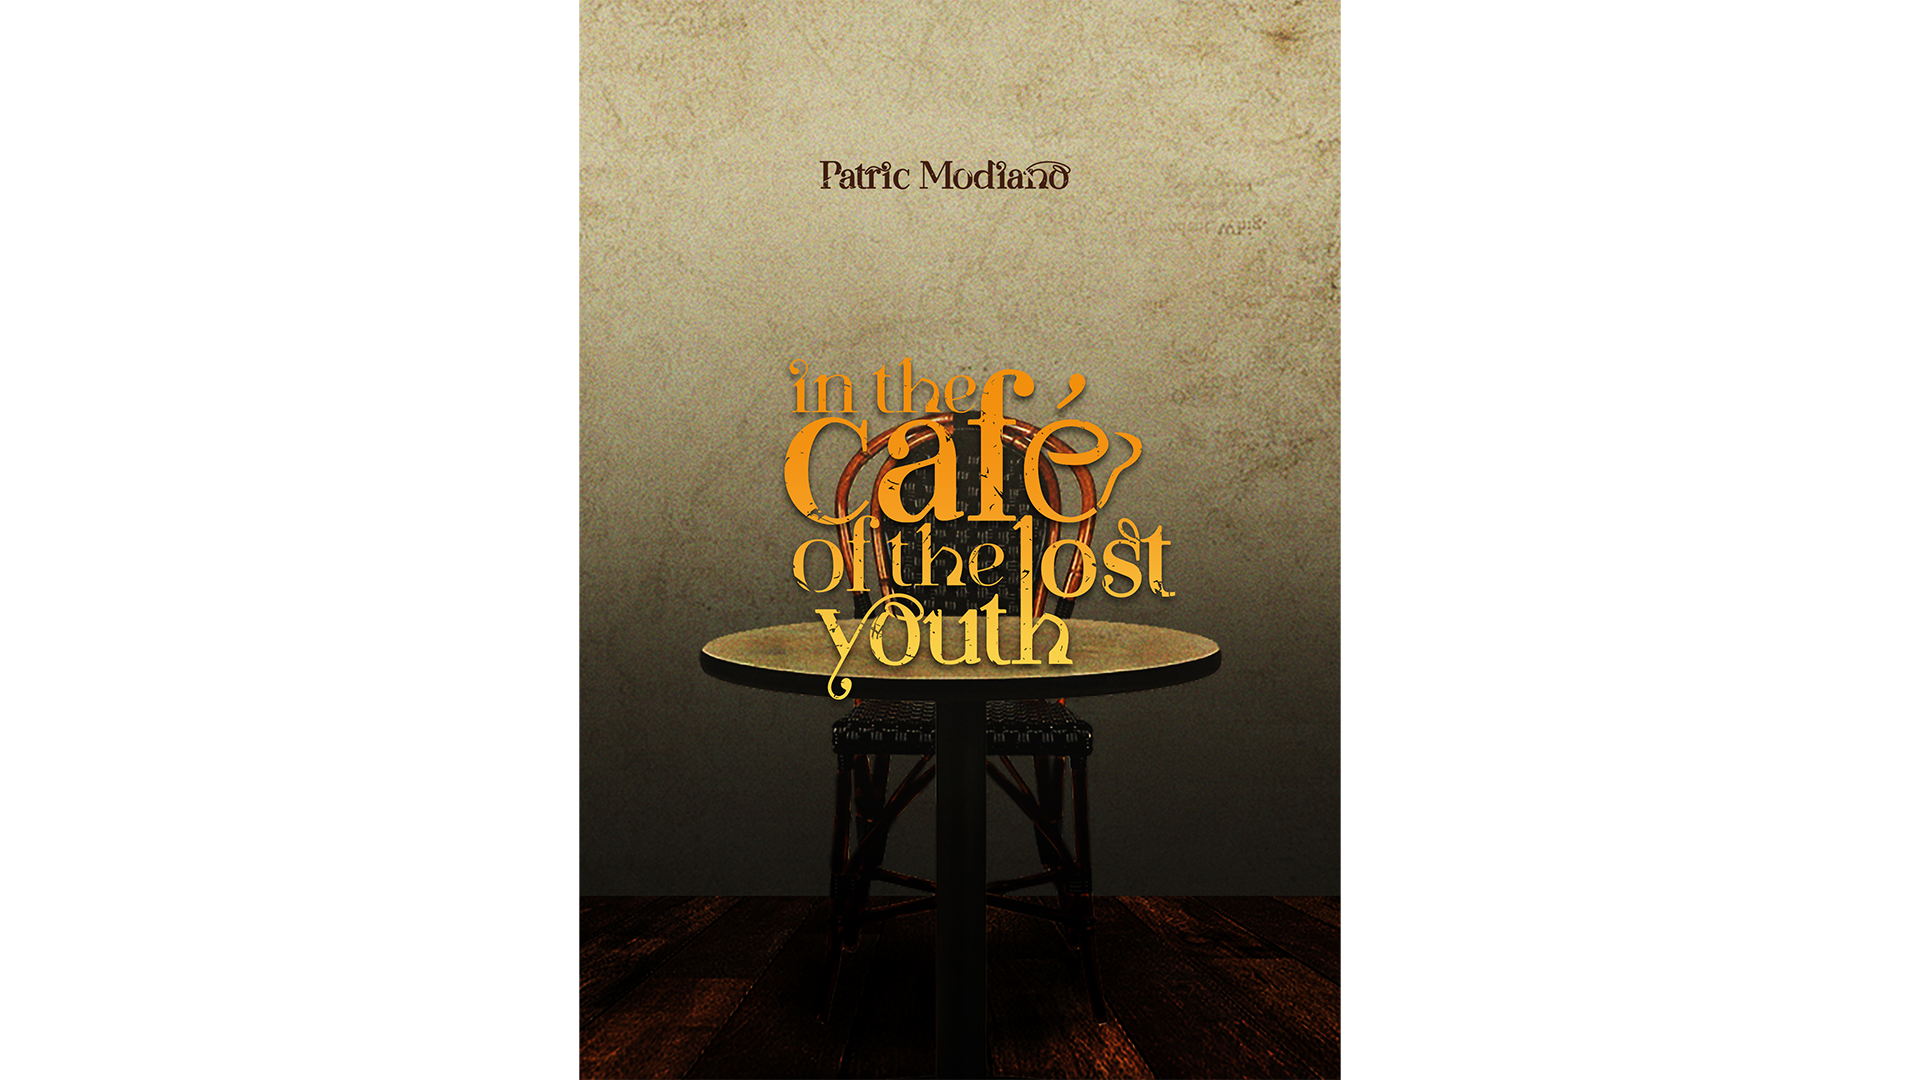 Patric Modiano
in the
café
of the lost
youth